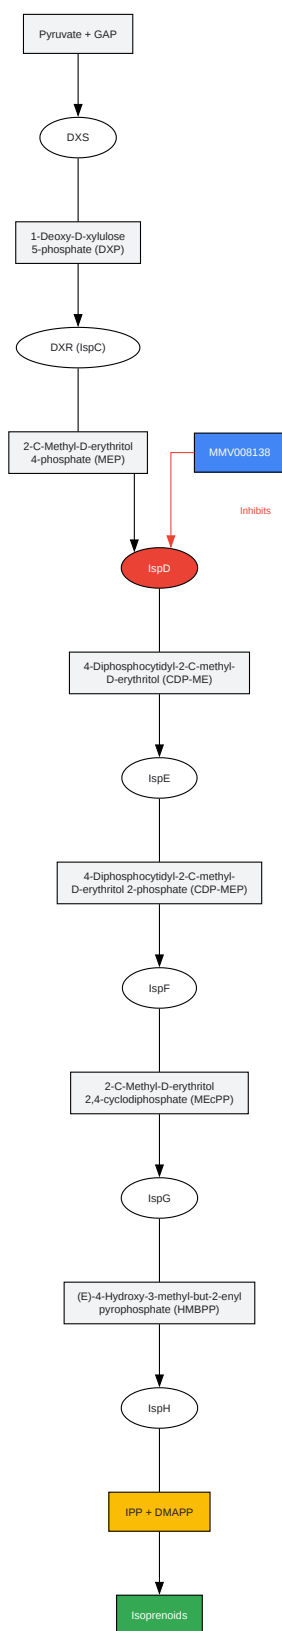 Pyruvate + GAP
DXS
1-Deoxy-D-xylulose
5-phosphate (DXP)
DXR (IspC)
2-C-Methyl-D-erythritol
4-phosphate (MEP)
MMV008138
Inhibits
IspD
4-Diphosphocytidyl-2-C-methyl-
D-erythritol (CDP-ME)
IspE
4-Diphosphocytidyl-2-C-methyl-
D-erythritol 2-phosphate (CDP-MEP)
IspF
2-C-Methyl-D-erythritol
2,4-cyclodiphosphate (MEcPP)
IspG
(E)-4-Hydroxy-3-methyl-but-2-enyl
pyrophosphate (HMBPP)
IspH
IPP + DMAPP
Isoprenoids